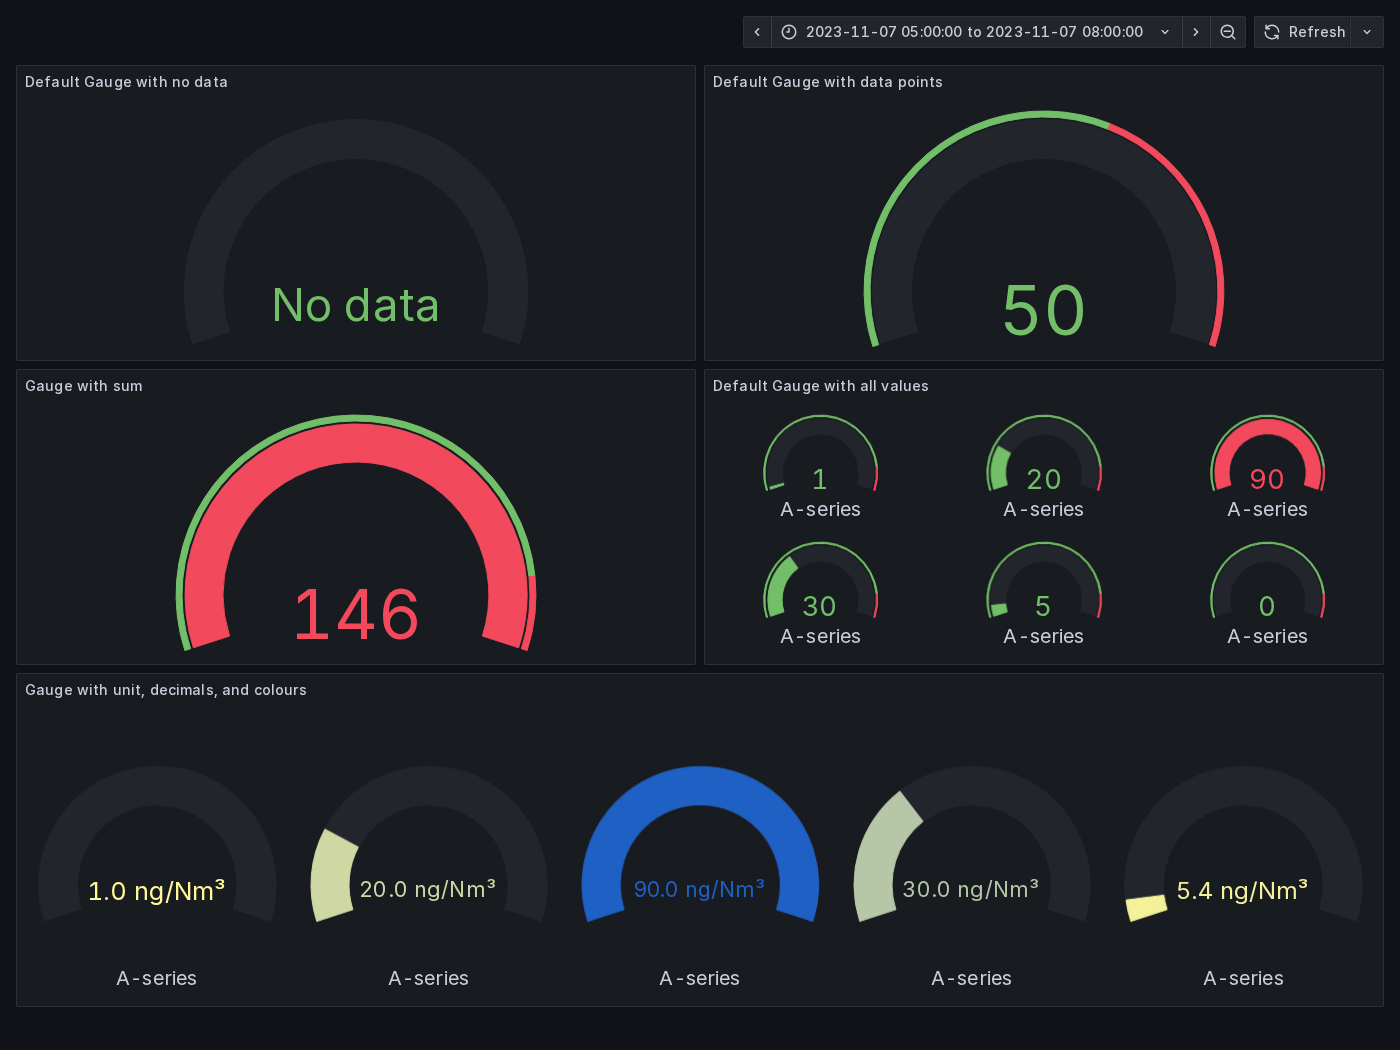 2023-11-07 05:00:00 to 2023-11-07 08:00:00
Refresh
Default Gauge with no data
No data
Default Gauge with data points
50
Gauge with sum
146
Default Gauge with all values
1
A-series
20
A-series
90
A-series
30
A-series
5
A-series
0
A-series
Gauge with unit, decimals, and colours
1.0 ng/Nm³
A-series
20.0 ng/Nm³
A-series
90.0 ng/Nm³
A-series
30.0 ng/Nm³
A-series
5.4 ng/Nm³
A-series